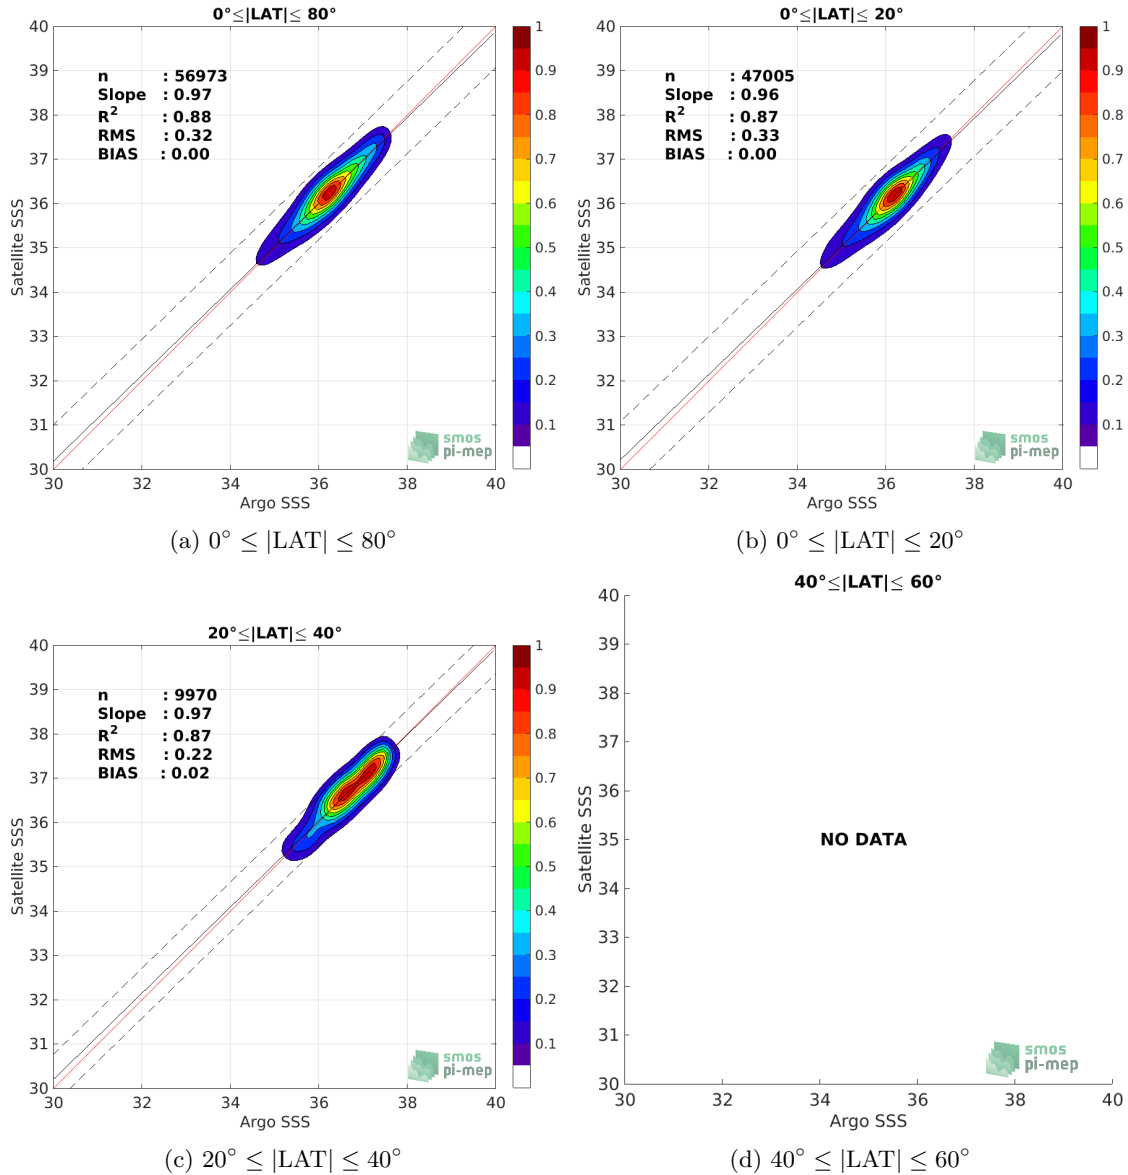 0°≤|LAT|≤ 80°
n : 56973
Slope : 0.97
R² : 0.88
RMS : 0.32
BIAS : 0.00
40
39
38
37
36
35
34
33
32
31
30
Satellite SSS
30 32 34 36 38 40
Argo SSS
1
0.9
0.8
0.7
0.6
0.5
0.4
0.3
0.2
0.1
smos
pi-mep
(a) 0° ≤ |LAT| ≤ 80°
0°≤|LAT|≤ 20°
n : 47005
Slope : 0.96
R² : 0.87
RMS : 0.33
BIAS : 0.00
40
39
38
37
36
35
34
33
32
31
30
Satellite SSS
30 32 34 36 38 40
Argo SSS
1
0.9
0.8
0.7
0.6
0.5
0.4
0.3
0.2
0.1
smos
pi-mep
(b) 0° ≤ |LAT| ≤ 20°
20°≤|LAT|≤ 40°
n : 9970
Slope : 0.97
R² : 0.87
RMS : 0.22
BIAS : 0.02
40
39
38
37
36
35
34
33
32
31
30
Satellite SSS
30 32 34 36 38 40
Argo SSS
1
0.9
0.8
0.7
0.6
0.5
0.4
0.3
0.2
0.1
smos
pi-mep
(c) 20° ≤ |LAT| ≤ 40°
40°≤|LAT|≤ 60°
40
39
38
37
36
35
34
33
32
31
30
Satellite SSS
NO DATA
30 32 34 36 38 40
Argo SSS
smos
pi-mep
(d) 40° ≤ |LAT| ≤ 60°